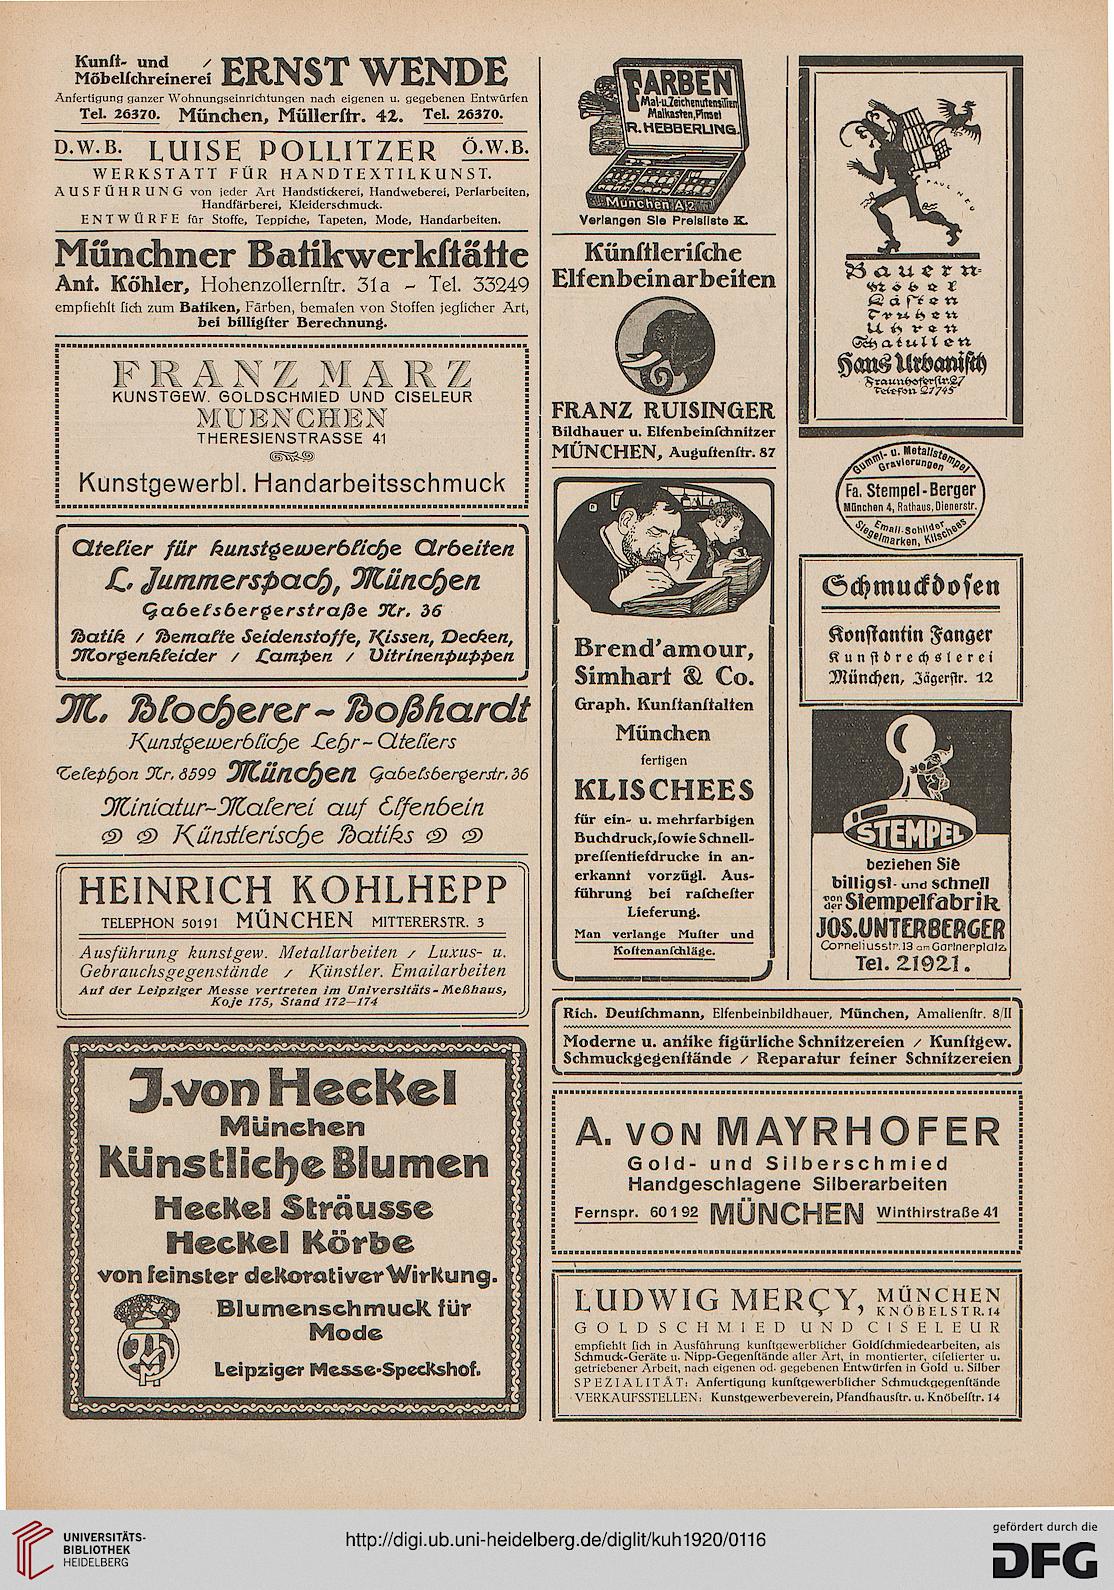 Kunſt- und
Möbelſchreinerei / ERNST WENDE
Anfertigung ganzer Wohnungseinrichtungen nach eigenen u. gegebenen Entwürfen
Tel. 26370. München, Müllerſtr. 42. Tel. 26370.
D.W.B. LUISE POLLITZER Ö.W.B.
WERKSTATT FÜR HANDTEXTILKUNST.
AUSFÜHRUNG von jeder Art Handstickerei, Handweberei, Perlarbeiten,
Handfärberei, Kleiderschmuck.
ENTWÜRFE für Stoffe, Teppiche, Tapeten, Mode, Handarbeiten.
Münchner Batikwerkſtätte
Ant. Köhler, Hohenzollernſtr. 31a – Tel. 33249
empfiehlt ſich zum Batiken, Färben, bemalen von Stoffen jeglicher Art,
bei billigſter Berechnung.
FRANZ MARZ
KUNSTGEW. GOLDSCHMIED UND CISELEUR
MUENCHEN
THERESIENSTRASSE 41
Kunstgewerbl. Handarbeitsschmuck
Atelier für kunstgewerbliche Arbeiten
L. Jummerspach, München
Gabelsbergerstraße Nr. 36
Batik / Bemalte Seidenstoffe, Kissen, Decken,
Morgenkleider / Lampen / Vitrinenpuppen
M. Blocherer ~ Boßhardt
Kunstgewerbliche Lehr-Ateliers
Telephon Nr. 8599 München Gabelsbergerstr. 36
Miniatur-Malerei auf Elfenbein
Künstlerische Batiks
HEINRICH KOHLHEPP
TELEPHON 50191 MÜNCHEN MITTERERSTR. 3
Ausführung kunstgew. Metallarbeiten / Luxus- u.
Gebrauchsgegenstände / Künstler. Emailarbeiten
Auf der Leipziger Messe vertreten im Universitäts-Meßhaus,
Koje 175, Stand 172—174
J. von Heckel
München
Künstliche Blumen
Heckel Sträusse
Heckel Körbe
von feinster dekorativer Wirkung.
Blumenschmuck für
Mode
Leipziger Messe-Speckshof.
FARBEN
Mal-u.Zeichenutensilien
Malkasten,Pinsel
R. HEBBERLING.
München A2
Verlangen Sie Preisliste K.
Künſtleriſche
Elfenbeinarbeiten
FRANZ RUISINGER
Bildhauer u. Elfenbeinſchnitzer
MÜNCHEN, Auguſtenſtr. 87
Brend'amour,
Simhart & Co.
Graph. Kunſtanſtalten
München
fertigen
KLISCHEES
für ein- u. mehrfarbigen
Buchdruck, ſowie Schnell-
preſſentiefdrucke in an-
erkannt vorzügl. Aus-
führung bei raſcheſter
Lieferung.
Man verlange Muſter und
Koſtenanſchläge.
PAUL NEU
Bauern-
Möbel
Käſten
Truhen
Uhren
Schatullen
Hans Urbaniſch
Fraunhoferſtr. 27
Telefon 21745
Gummi- u. Metallstempel
Gravierungen
Fa. Stempel-Berger
München 4, Rathaus, Dienerstr.
Email-Schilder
Siegelmarken, Klischees
Schmuckdoſen
Konſtantin Fanger
Kunſtdrechslerei
München, Jägerſtr. 12
STEMPEL
beziehen Sie
billigst- und schnell
von der Stempelfabrik
JOS. UNTERBERGER
Corneliusstr. 13 am Gärtnerplatz
Tel. 21921.
Rich. Deutſchmann, Elfenbeinbildhauer, München, Amalienſtr. 8/II
Moderne u. antike figürliche Schnitzereien / Kunſtgew.
Schmuckgegenſtände / Reparatur feiner Schnitzereien
A. VON MAYRHOFER
Gold- und Silberschmied
Handgeschlagene Silberarbeiten
Fernspr. 60192 MÜNCHEN Winthirstraße 41
LUDWIG MERÇY, MÜNCHEN
KNÖBELSTR. 14
GOLDSCHMIED UND CISELEUR
empfiehlt ſich in Ausführung kunſtgewerblicher Goldſchmiedearbeiten, als
Schmuck-Geräte u. Nipp-Gegenſtände aller Art, in montierter, ciſelierter u.
getriebener Arbeit, nach eigenen od. gegebenen Entwürfen in Gold u. Silber
SPEZIALITÄT: Anfertigung kunſtgewerblicher Schmuckgegenſtände
VERKAUFSSTELLEN: Kunstgewerbeverein, Pfandhausſtr. u. Knöbelſtr. 14
UNIVERSITÄTS-
BIBLIOTHEK
HEIDELBERG
http://digi.ub.uni-heidelberg.de/diglit/kuh1920/0116
gefördert durch die
DFG